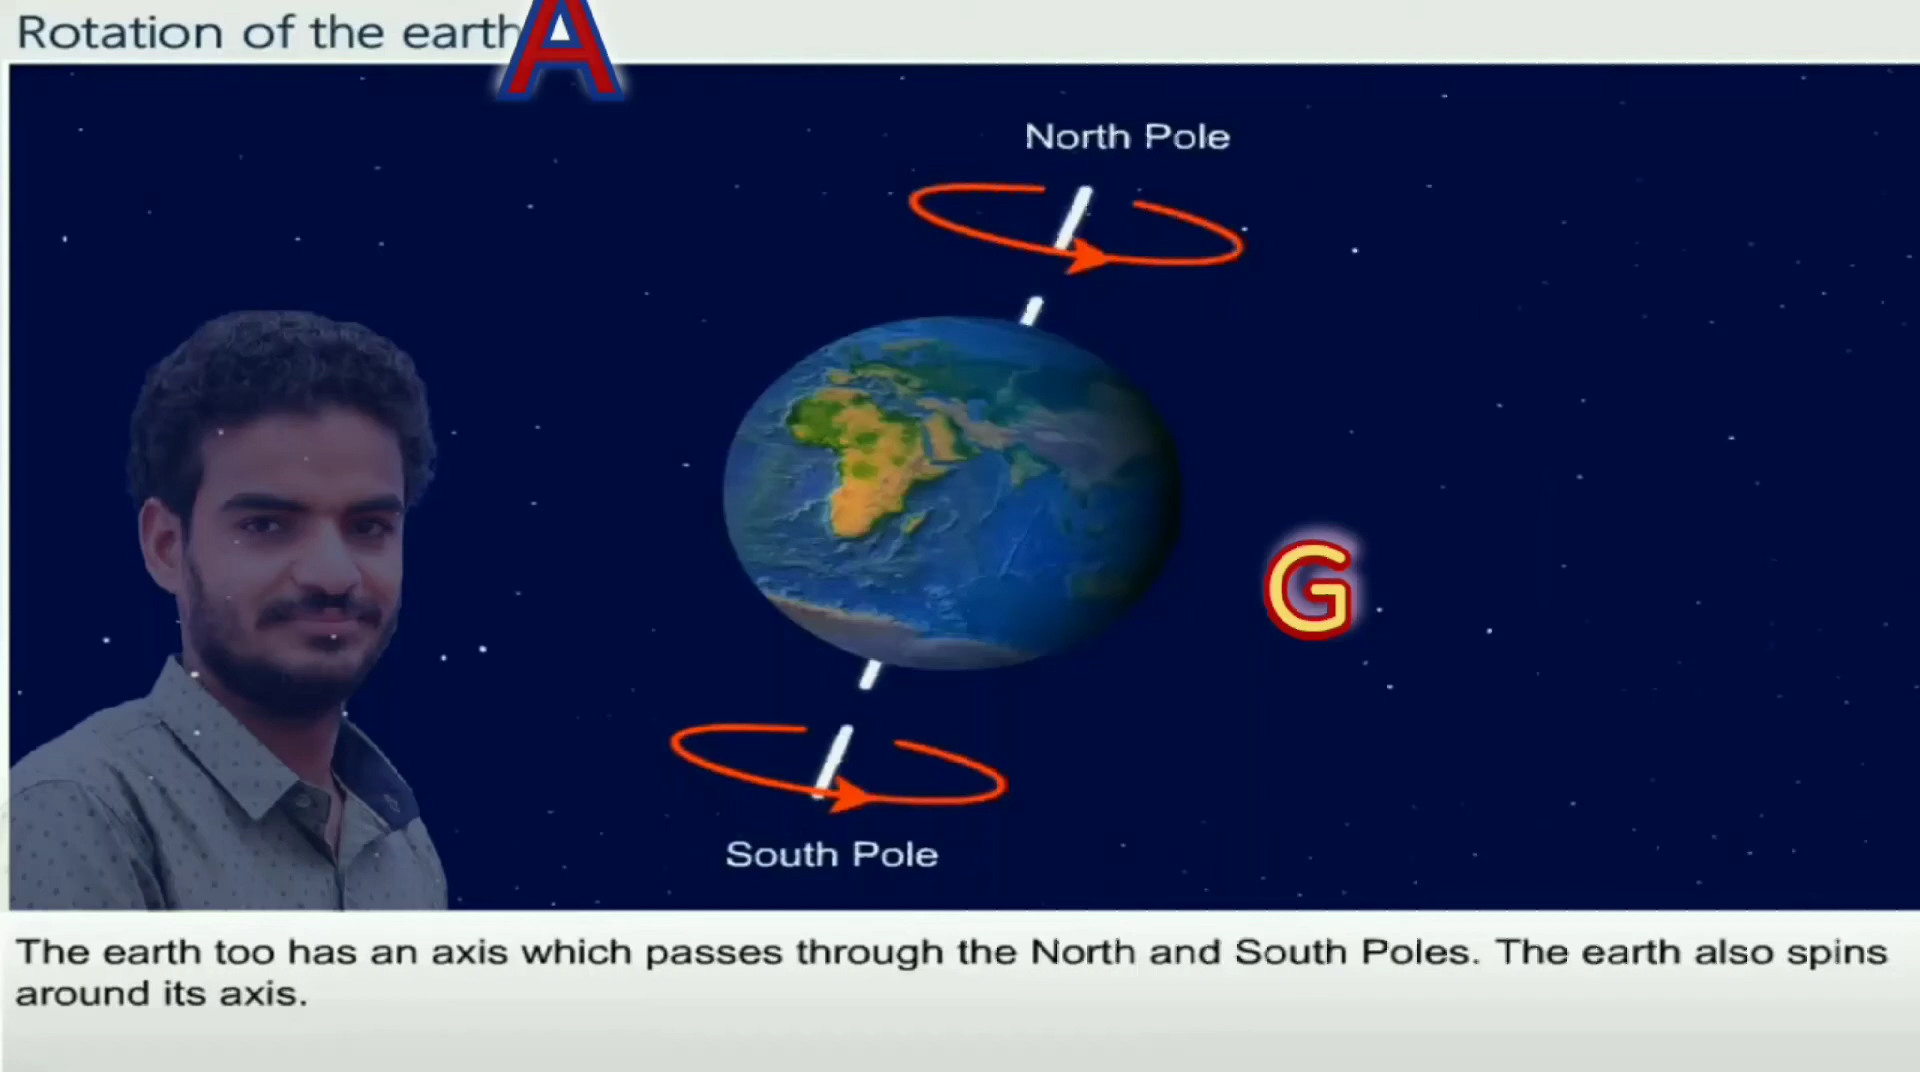 Rotation of the earth
A
North Pole
G
South Pole
The earth too has an axis which passes through the North and South Poles. The earth also spins
around its axis.